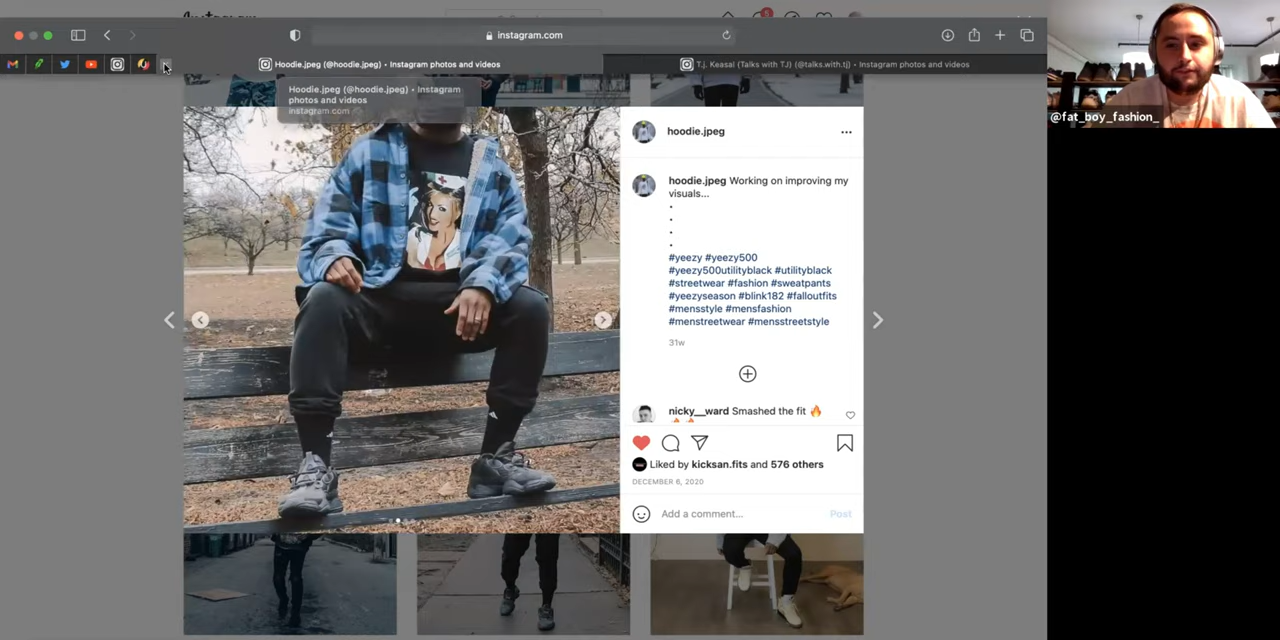 Instagram
5
instagram.com
Hoodie.jpeg (@hoodie.jpeg) • Instagram photos and videos
T.j. Keasal (Talks with TJ) (@talks.with.tj) • Instagram photos and videos
Hoodie.jpeg (@hoodie.jpeg) • Instagram
photos and videos
instagram.com
@fat_boy_fashion_
hoodie.jpeg
hoodie.jpeg Working on improving my
visuals...
.
.
.
.
#yeezy #yeezy500
#yeezy500utilityblack #utilityblack
#streetwear #fashion #sweatpants
#yeezyseason #blink182 #falloutfits
#mensstyle #mensfashion
#menstreetwear #mensstreetstyle
31w
nicky__ward Smashed the fit 🔥
🔥🔥
Liked by kicksan.fits and 576 others
DECEMBER 6, 2020
Add a comment...
Post